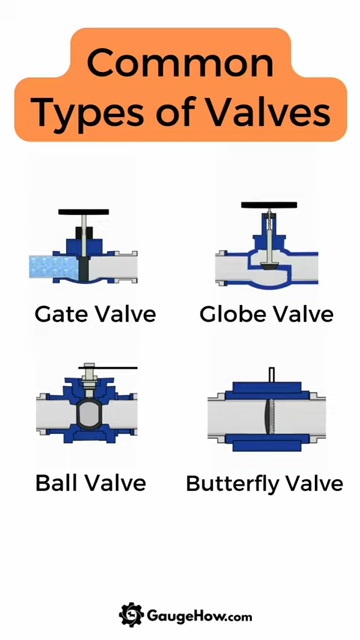 Common
Types of Valves
Gate Valve
Globe Valve
Ball Valve
Butterfly Valve
GaugeHow.com